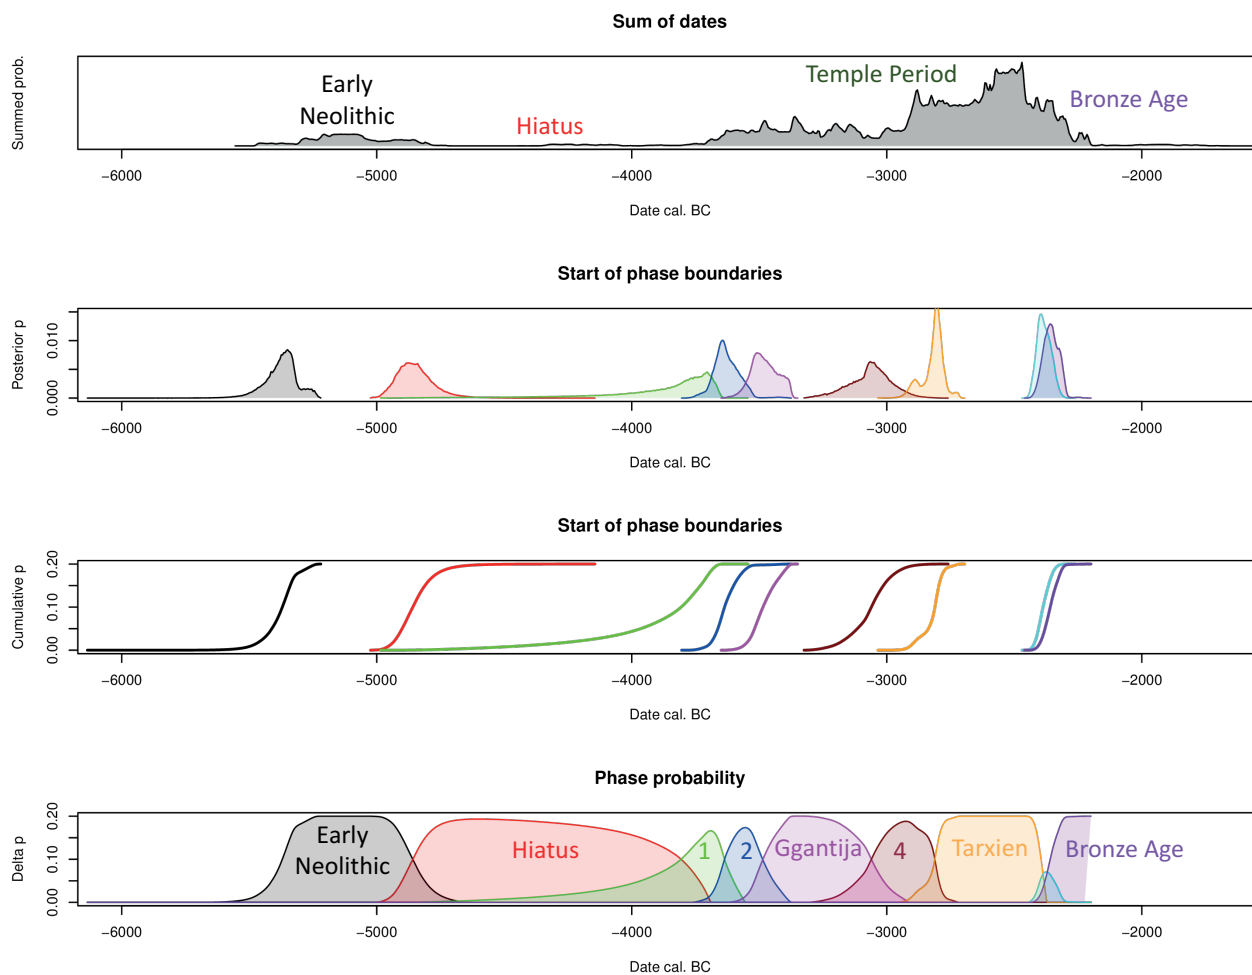 Sum of dates
Summed prob.
Early
Neolithic
Hiatus
Temple Period
Bronze Age
−6000 −5000 −4000 −3000 −2000
Date cal. BC
Start of phase boundaries
Posterior p
0.010
0.000
−6000 −5000 −4000 −3000 −2000
Date cal. BC
Start of phase boundaries
Cumulative p
0.20
0.10
0.00
−6000 −5000 −4000 −3000 −2000
Date cal. BC
Phase probability
Delta p
0.20
0.10
0.00
Early
Neolithic
Hiatus
1
2
Ggantija
4
Tarxien
Bronze Age
−6000 −5000 −4000 −3000 −2000
Date cal. BC